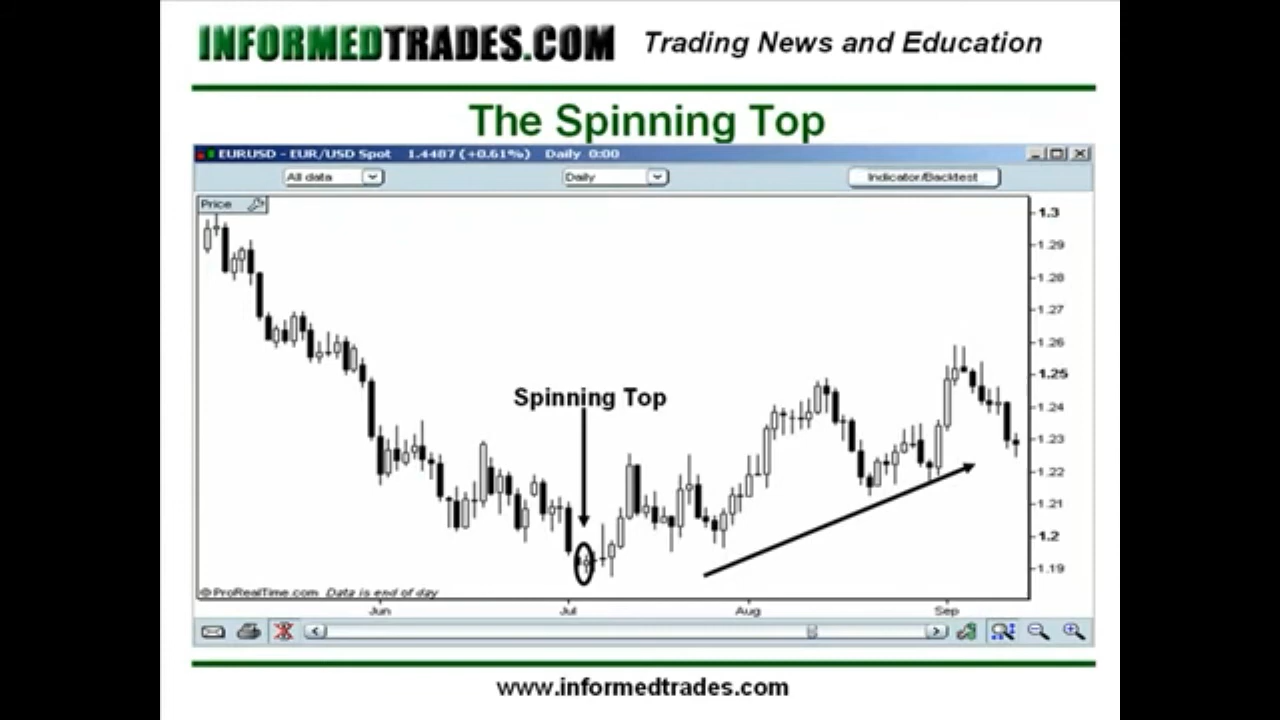 INFORMEDTRADES.COM Trading News and Education
The Spinning Top
EURUSD - EUR/USD Spot 1.4487 (+0.61%) Daily 0:00
All data Daily Indicator/Backtest
Price
1.3
1.29
1.28
1.27
1.26
1.25
Spinning Top
1.24
1.23
1.22
1.21
1.2
1.19
© ProRealTime.com Data is end of day
Jun Jul Aug Sep
www.informedtrades.com